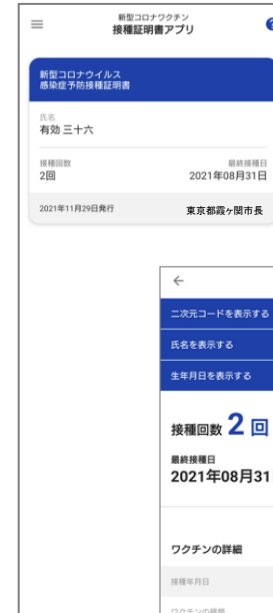 新型コロナワクチン
接種証明書アプリ
新型コロナウイルス
感染症予防接種証明書
氏名
有効 三十六
接種回数 最終接種日
2回 2021年08月31日
2021年11月29日発行 東京都霞ヶ関市長
二次元コードを表示する
氏名を表示する
生年月日を表示する
接種回数 2 回
最終接種日
2021年08月31
ワクチンの詳細
接種年月日
ワクチンの種類